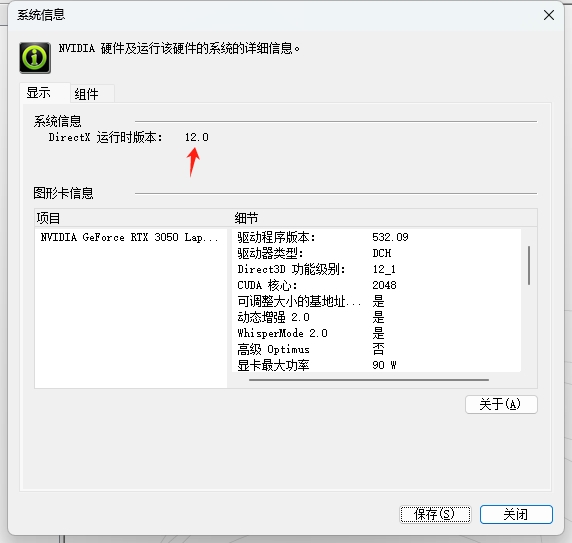 系统信息
NVIDIA 硬件及运行该硬件的系统的详细信息。
显示 组件
系统信息
DirectX 运行时版本: 12.0
图形卡信息
项目 细节
NVIDIA GeForce RTX 3050 Lap... 驱动程序版本: 532.09
驱动器类型: DCH
Direct3D 功能级别: 12_1
CUDA 核心: 2048
可调整大小的基地址... 是
动态增强 2.0 是
WhisperMode 2.0 是
高级 Optimus 否
显卡最大功率 90 W
关于(A)
保存(S) 关闭